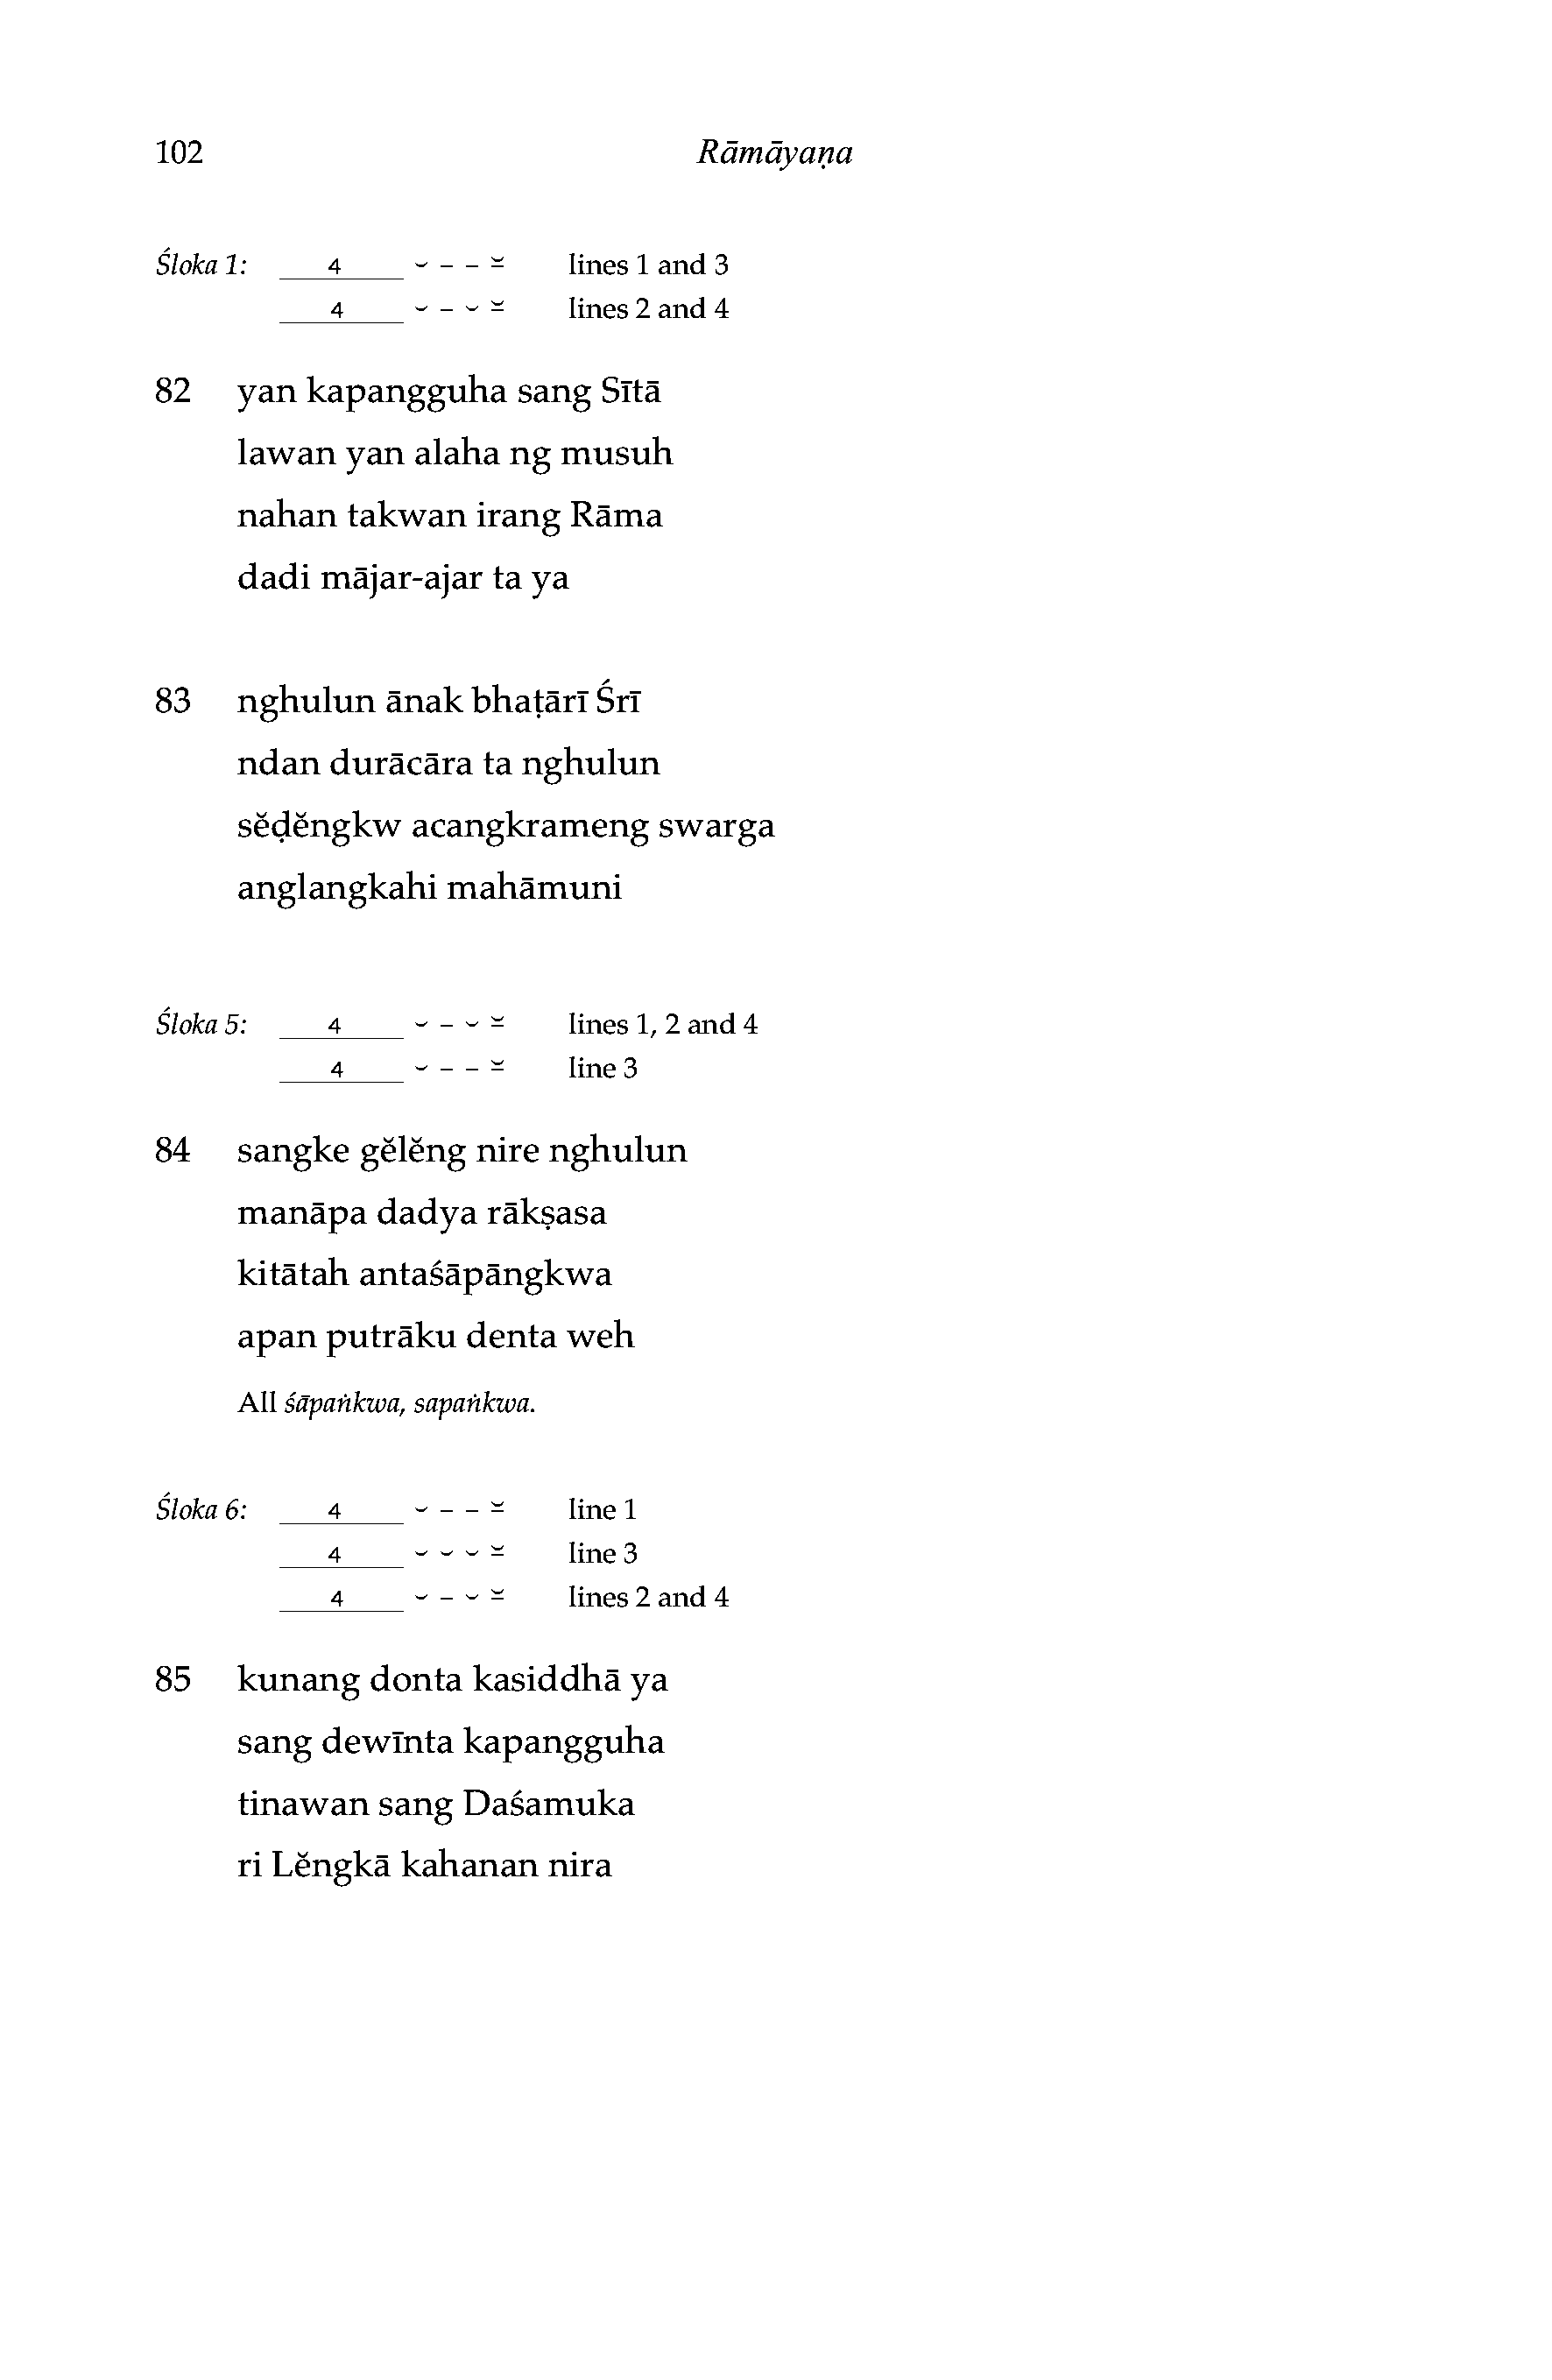 102 Rāmāyaṇa
Śloka 1: 4 ⏑ – – ⏓ lines 1 and 3
4 ⏑ – ⏑ ⏓ lines 2 and 4
82 yan kapangguha sang Sītā
lawan yan alaha ng musuh
nahan takwan irang Rāma
dadi mājar-ajar ta ya
83 nghulun ānak bhaṭārī Śrī
ndan durācāra ta nghulun
sĕḍĕngkw acangkrameng swarga
anglangkahi mahāmuni
Śloka 5: 4 ⏑ – ⏑ ⏓ lines 1, 2 and 4
4 ⏑ – – ⏓ line 3
84 sangke gĕlĕng nire nghulun
manāpa dadya rākṣasa
kitātah antaśāpāngkwa
apan putrāku denta weh
All śāpaṅkwa, sapaṅkwa.
Śloka 6: 4 ⏑ – – ⏓ line 1
4 ⏑ ⏑ ⏑ ⏓ line 3
4 ⏑ – ⏑ ⏓ lines 2 and 4
85 kunang donta kasiddhā ya
sang dewīnta kapangguha
tinawan sang Daśamuka
ri Lĕngkā kahanan nira